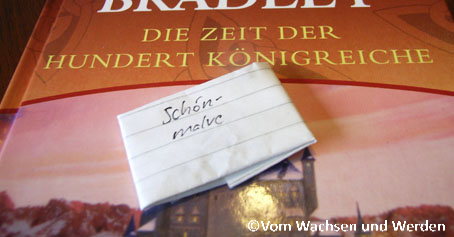 BRADLEY
DIE ZEIT DER
HUNDERT KÖNIGREICHE
Schön-
malve
©Vom Wachsen und Werden